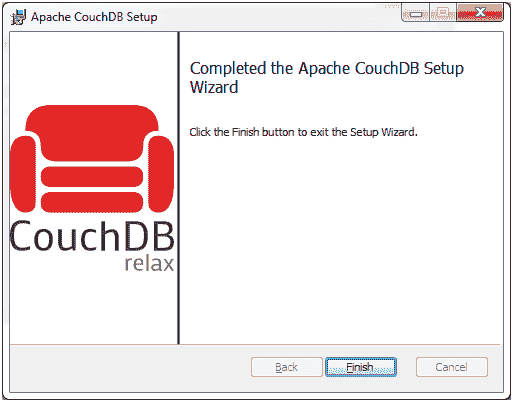 Apache CouchDB Setup
Completed the Apache CouchDB Setup
Wizard
Click the Finish button to exit the Setup Wizard.
CouchDB
relax
Back
Finish
Cancel